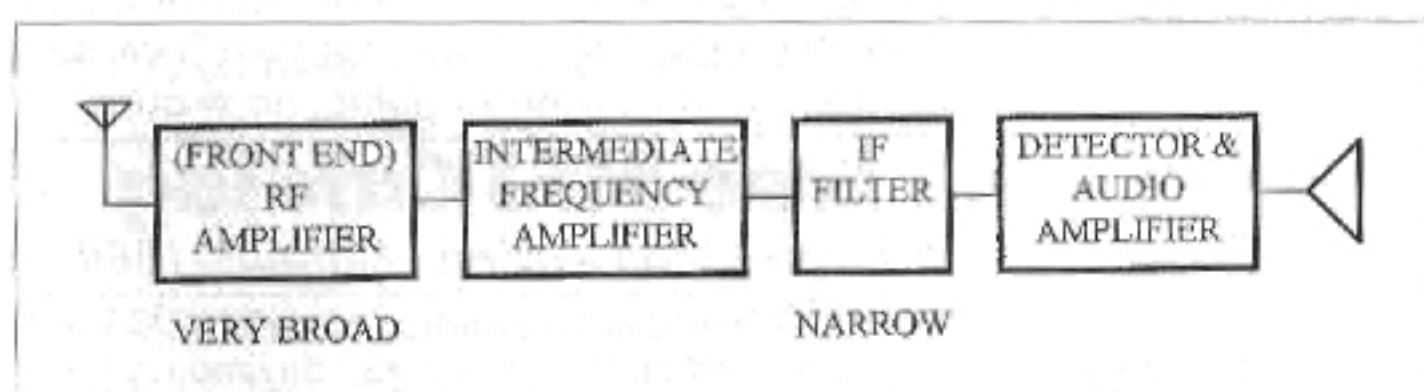 (FRONT END)
RF
AMPLIFIER
INTERMEDIATE
FREQUENCY
AMPLIFIER
IF
FILTER
DETECTOR &
AUDIO
AMPLIFIER
VERY BROAD
NARROW